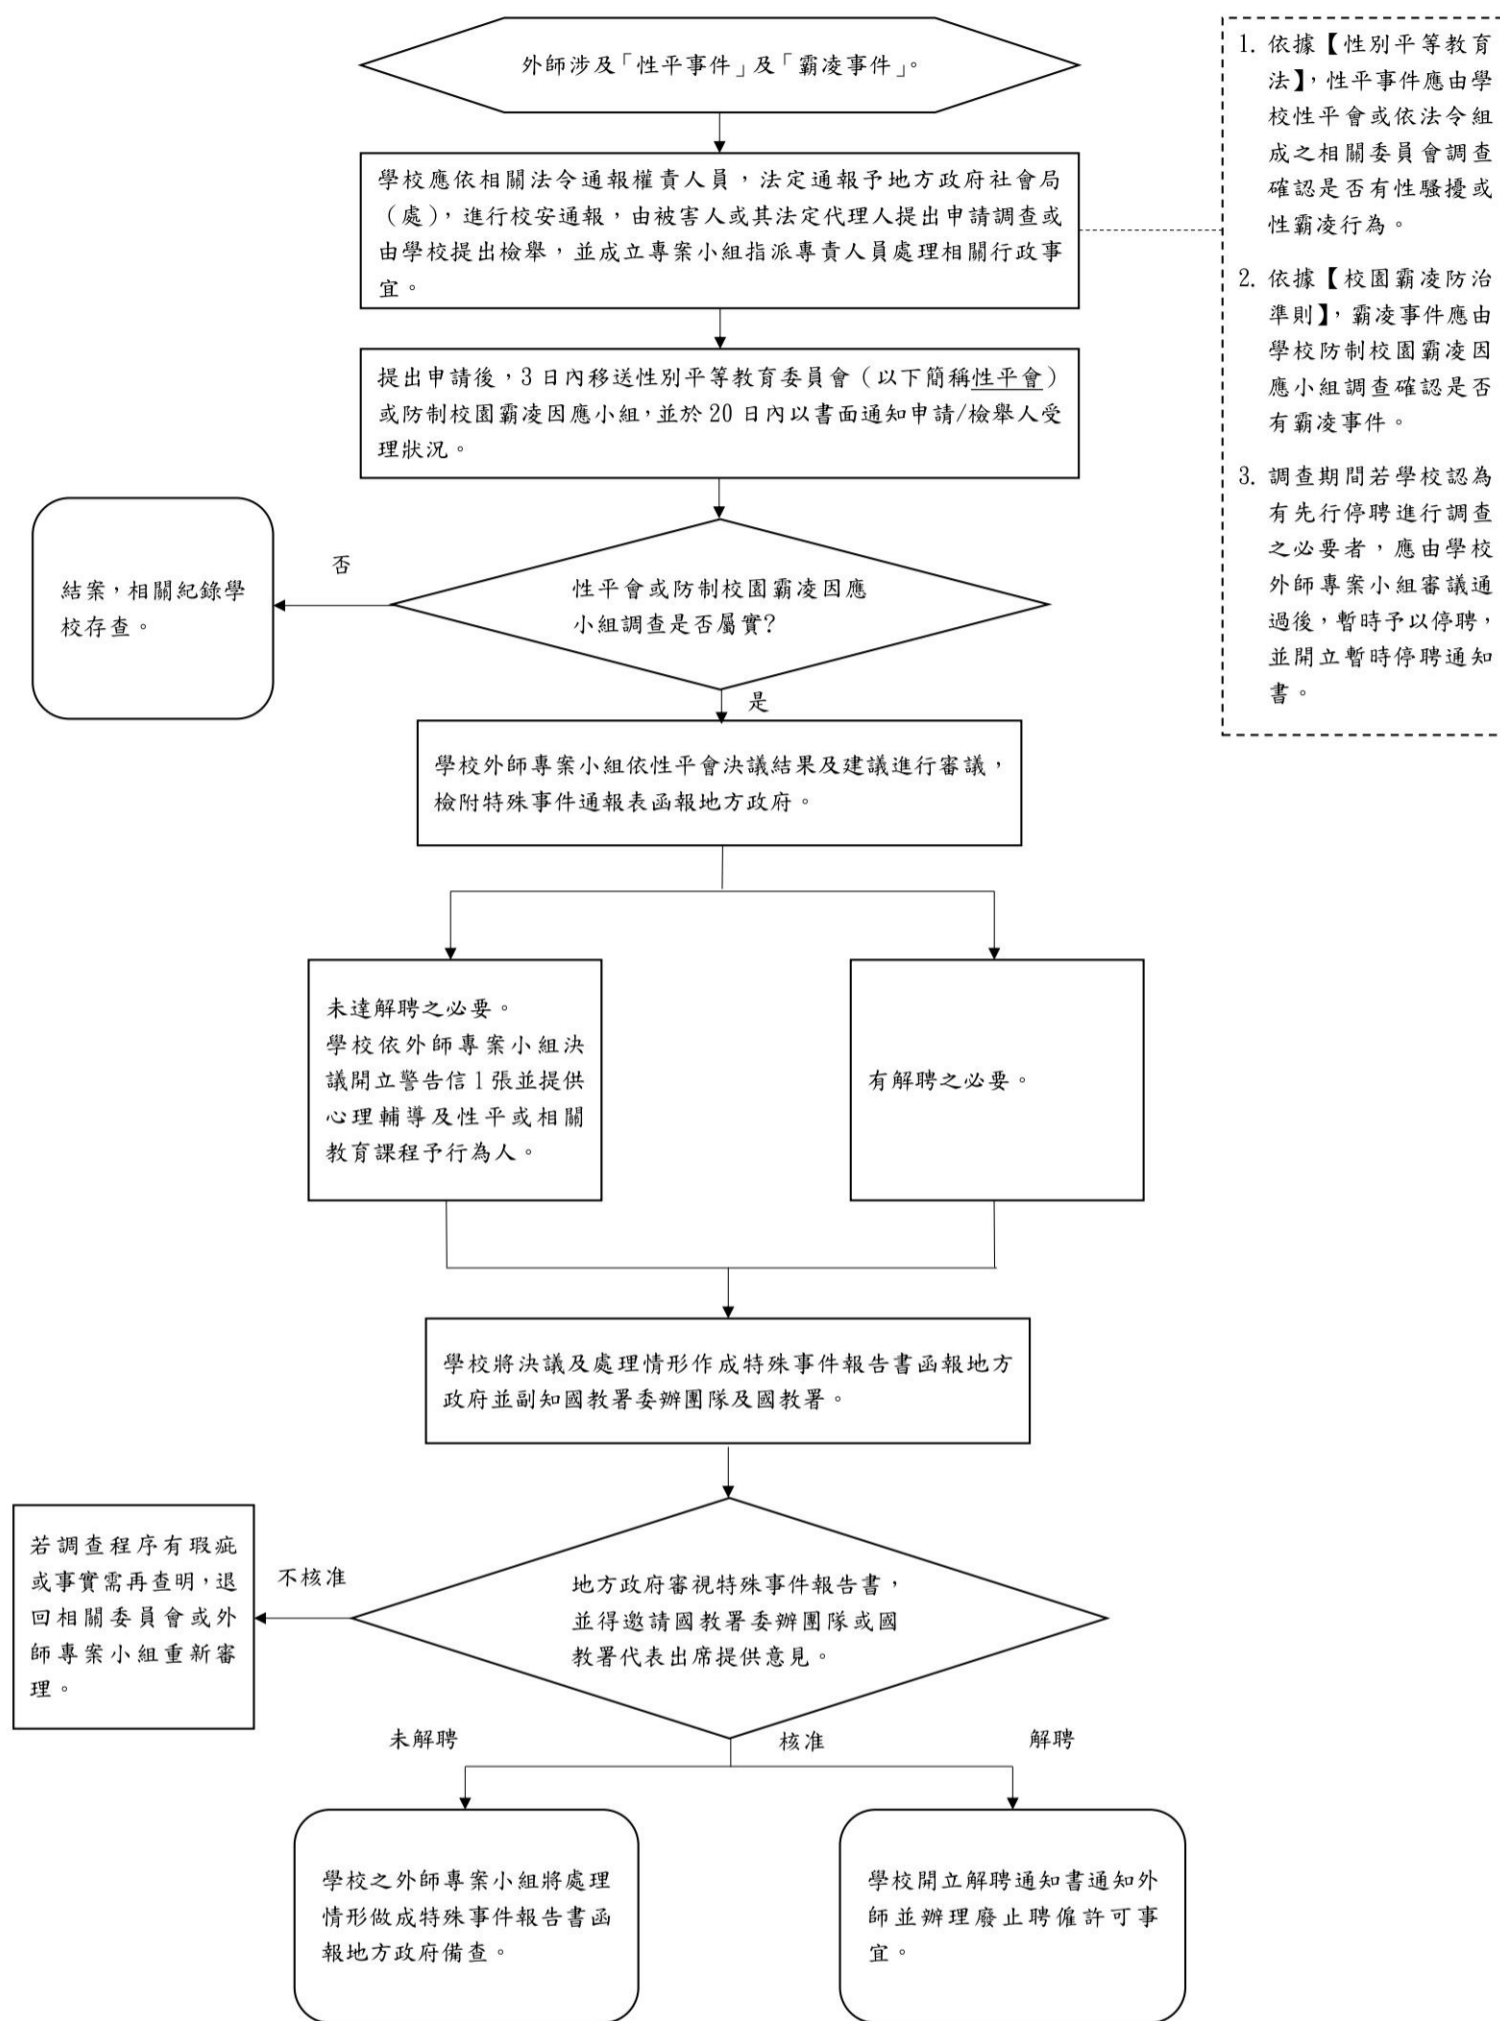 外師涉及「性平事件」及「霸凌事件」。
學校應依相關法令通報權責人員，法定通報予地方政府社會局
（處），進行校安通報，由被害人或其法定代理人提出申請調查或
由學校提出檢舉，並成立專案小組指派專責人員處理相關行政事
宜。
1. 依據【性別平等教育
法】，性平事件應由學
校性平會或依法令組
成之相關委員會調查
確認是否有性騷擾或
性霸凌行為。
2. 依據【校園霸凌防治
準則】，霸凌事件應由
學校防制校園霸凌因
應小組調查確認是否
有霸凌事件。
3. 調查期間若學校認為
有先行停聘進行調查
之必要者，應由學校
外師專案小組審議通
過後，暫時予以停聘，
並開立暫時停聘通知
書。
提出申請後，3 日內移送性別平等教育委員會（以下簡稱性平會）
或防制校園霸凌因應小組，並於 20 日內以書面通知申請/檢舉人受
理狀況。
性平會或防制校園霸凌因應
小組調查是否屬實？
否
結案，相關紀錄學
校存查。
是
學校外師專案小組依性平會決議結果及建議進行審議，
檢附特殊事件通報表函報地方政府。
未達解聘之必要。
學校依外師專案小組決
議開立警告信 1 張並提供
心理輔導及性平或相關
教育課程予行為人。
有解聘之必要。
學校將決議及處理情形作成特殊事件報告書函報地方
政府並副知國教署委辦團隊及國教署。
地方政府審視特殊事件報告書，
並得邀請國教署委辦團隊或國
教署代表出席提供意見。
不核准
若調查程序有瑕疵
或事實需再查明，退
回相關委員會或外
師專案小組重新審
理。
未解聘
核准
解聘
學校之外師專案小組將處理
情形做成特殊事件報告書函
報地方政府備查。
學校開立解聘通知書通知外
師並辦理廢止聘僱許可事
宜。